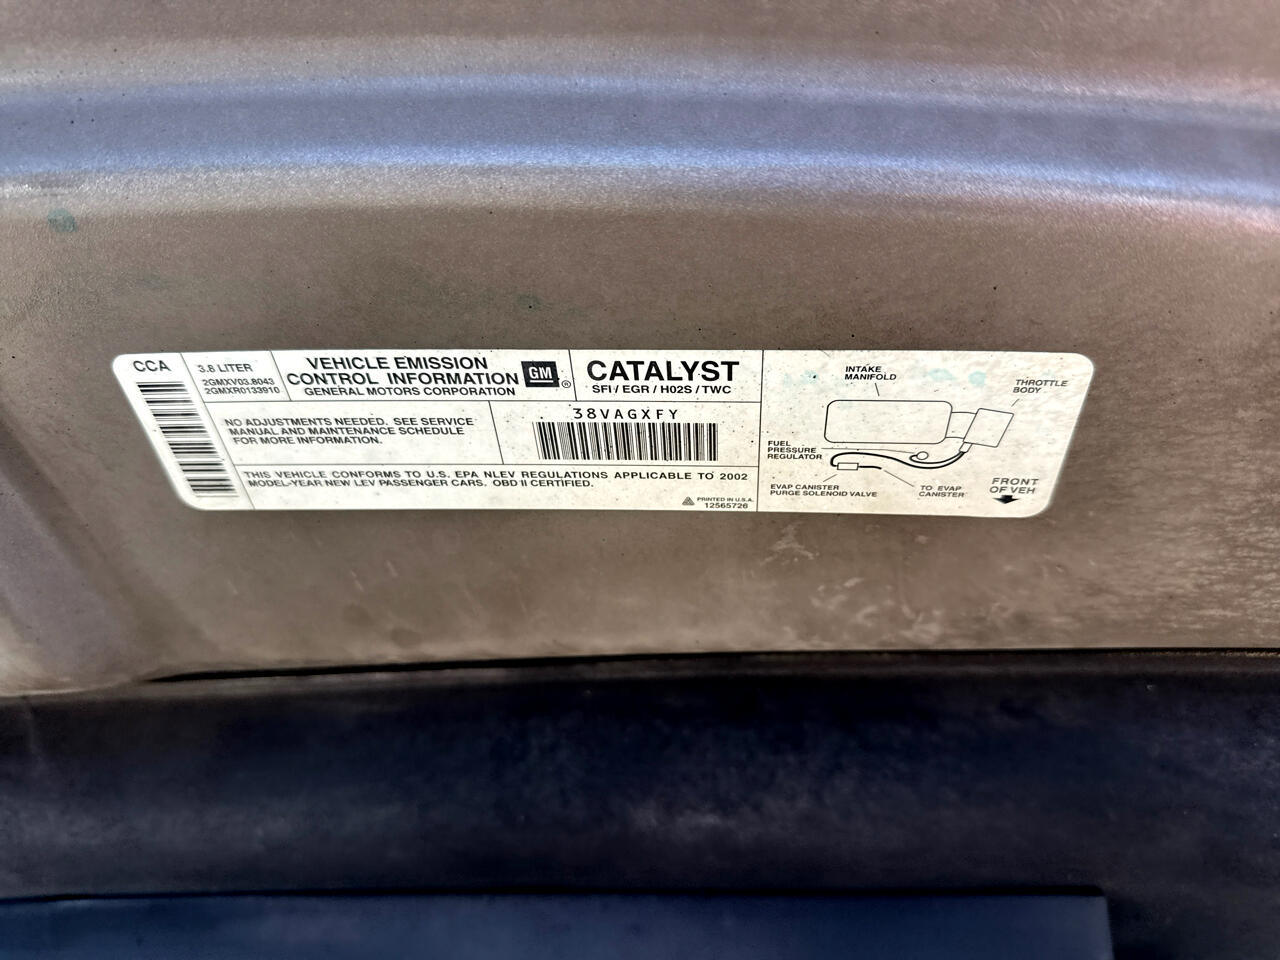 CCA
3.8 LITER
2GMXV03.8043
2GMXR0133910
VEHICLE EMISSION
CONTROL INFORMATION
GENERAL MOTORS CORPORATION
GM ®
CATALYST
SFI / EGR / HO2S / TWC
NO ADJUSTMENTS NEEDED. SEE SERVICE
MANUAL AND MAINTENANCE SCHEDULE
FOR MORE INFORMATION.
38VAGXFY
THIS VEHICLE CONFORMS TO U.S. EPA NLEV REGULATIONS APPLICABLE TO 2002
MODEL-YEAR NEW LEV PASSENGER CARS. OBD II CERTIFIED.
PRINTED IN U.S.A.
12565726
INTAKE
MANIFOLD
THROTTLE
BODY
FUEL
PRESSURE
REGULATOR
EVAP CANISTER
PURGE SOLENOID VALVE
TO EVAP
CANISTER
FRONT
OF VEH